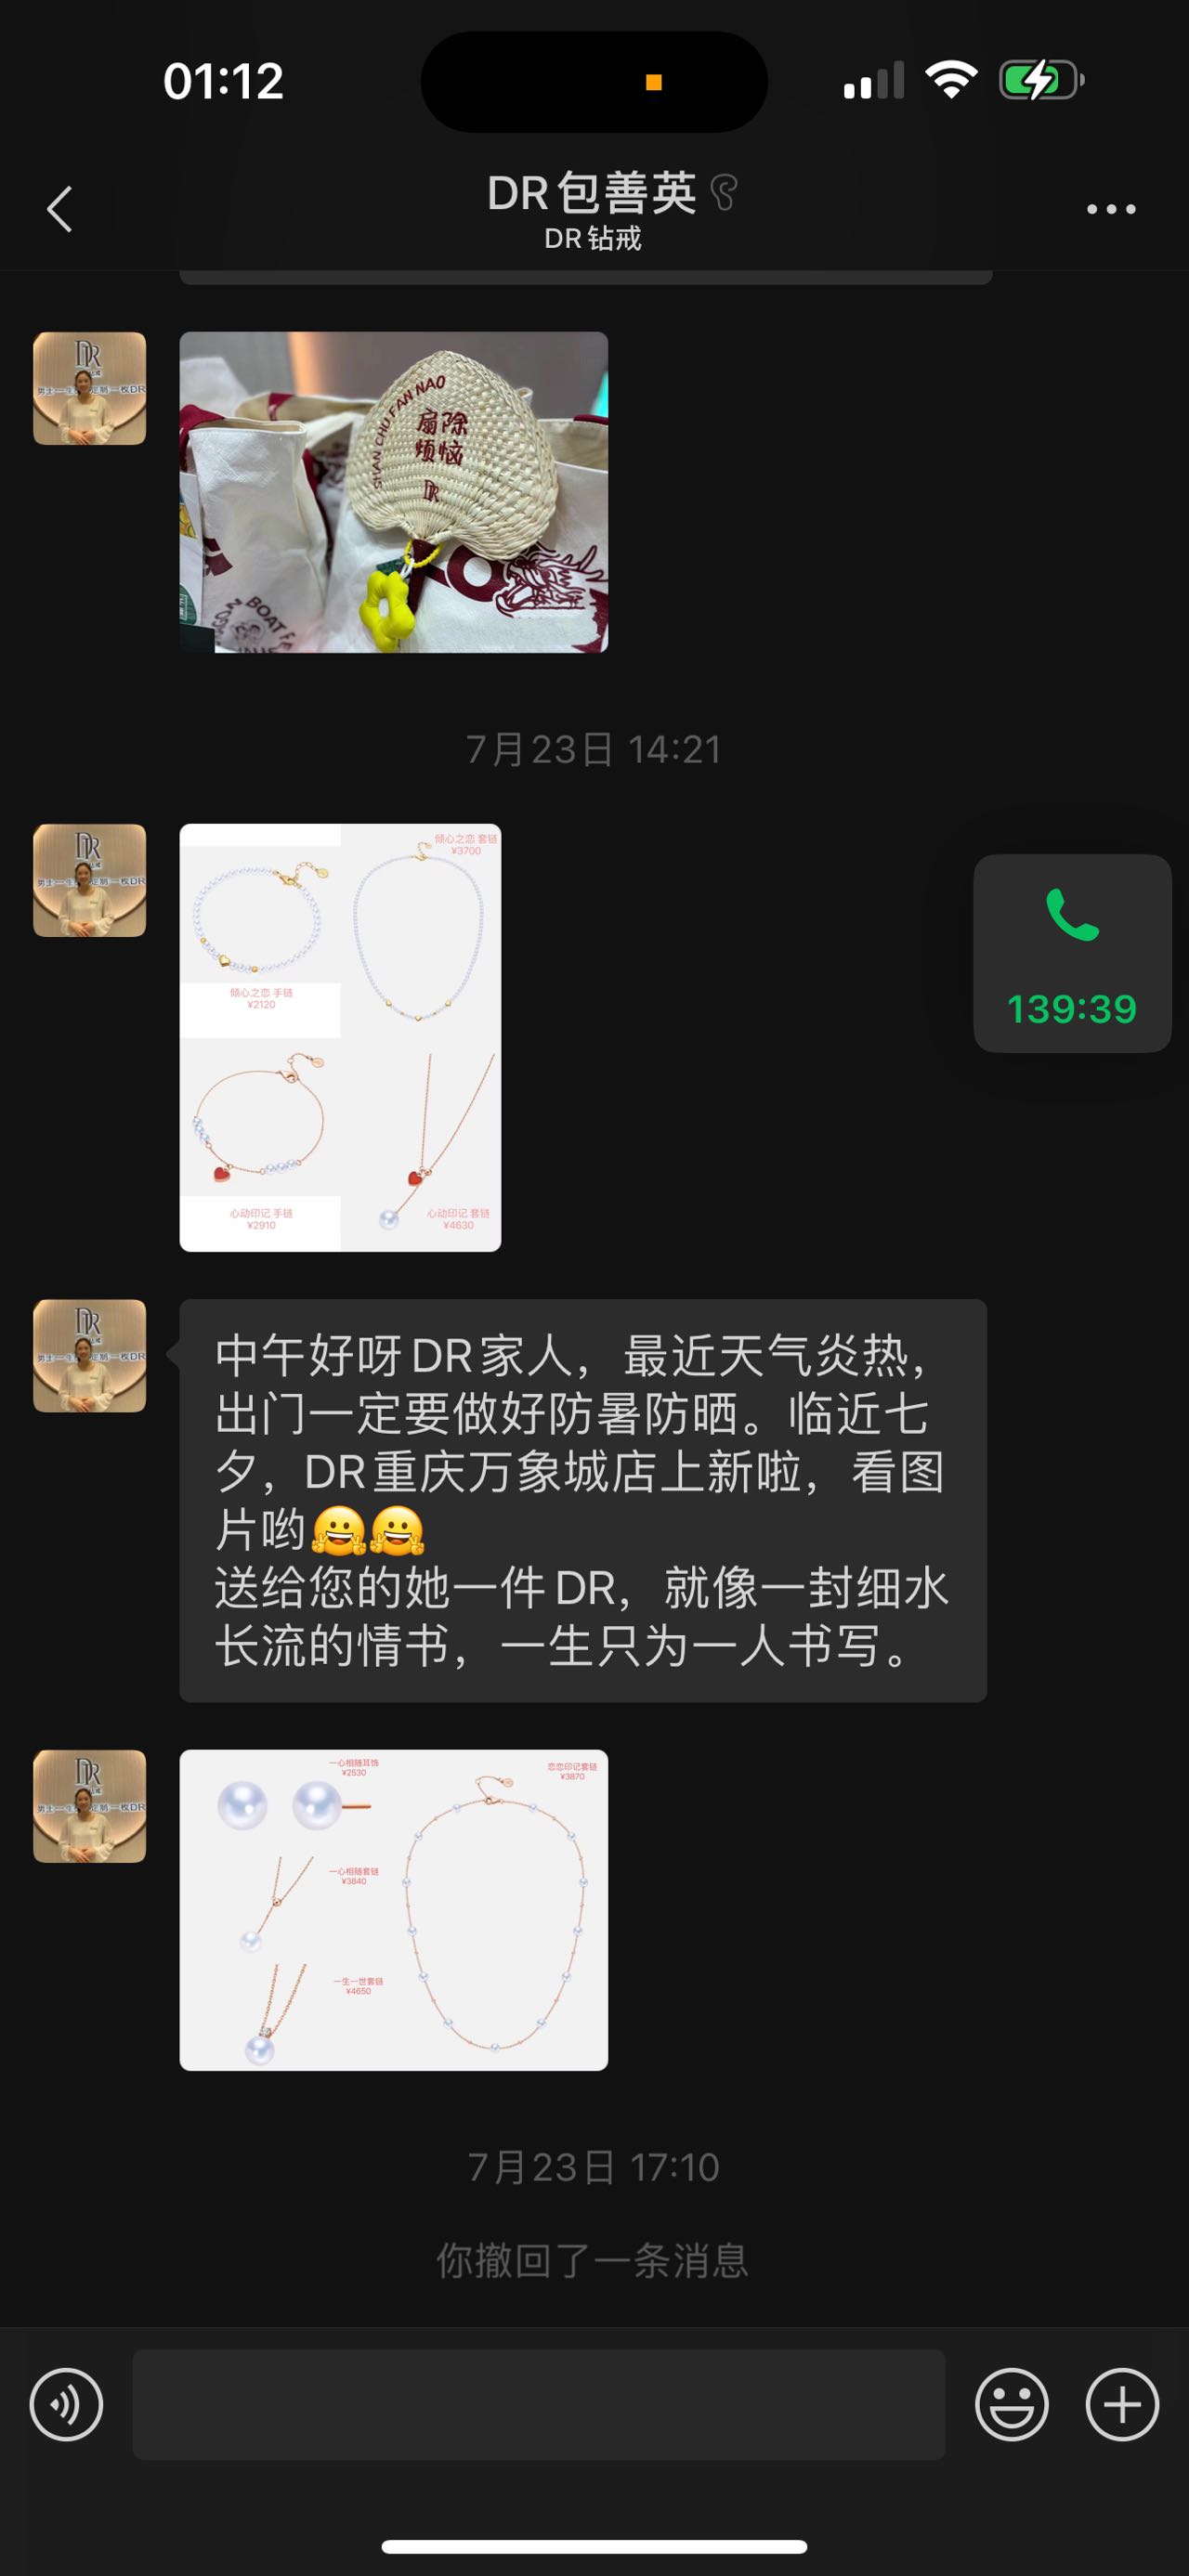 01:12
DR包善英
DR钻戒
SHAN CHU FAN NAO
扇除
烦恼
DR
BOAT
7月23日 14:21
倾心之恋 套链
¥3700
倾心之恋 手链
¥2120
139:39
心动印记 手链
¥2910
心动印记 套链
¥4630
中午好呀DR家人，最近天气炎热，
出门一定要做好防暑防晒。临近七
夕，DR重庆万象城店上新啦，看图
片哟🤗🤗
送给您的她一件DR，就像一封细水
长流的情书，一生只为一人书写。
一心相随耳饰
¥2530
恋恋印记套链
¥3870
一心相随套链
¥3840
一生一世套链
¥4650
7月23日 17:10
你撤回了一条消息